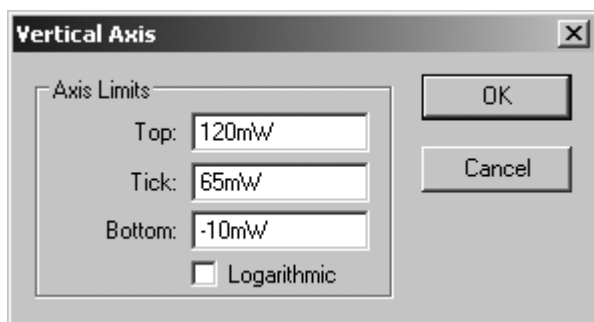 Vertical Axis
Axis Limits
Top: 120mW
Tick: 65mW
Bottom: -10mW
Logarithmic
OK
Cancel